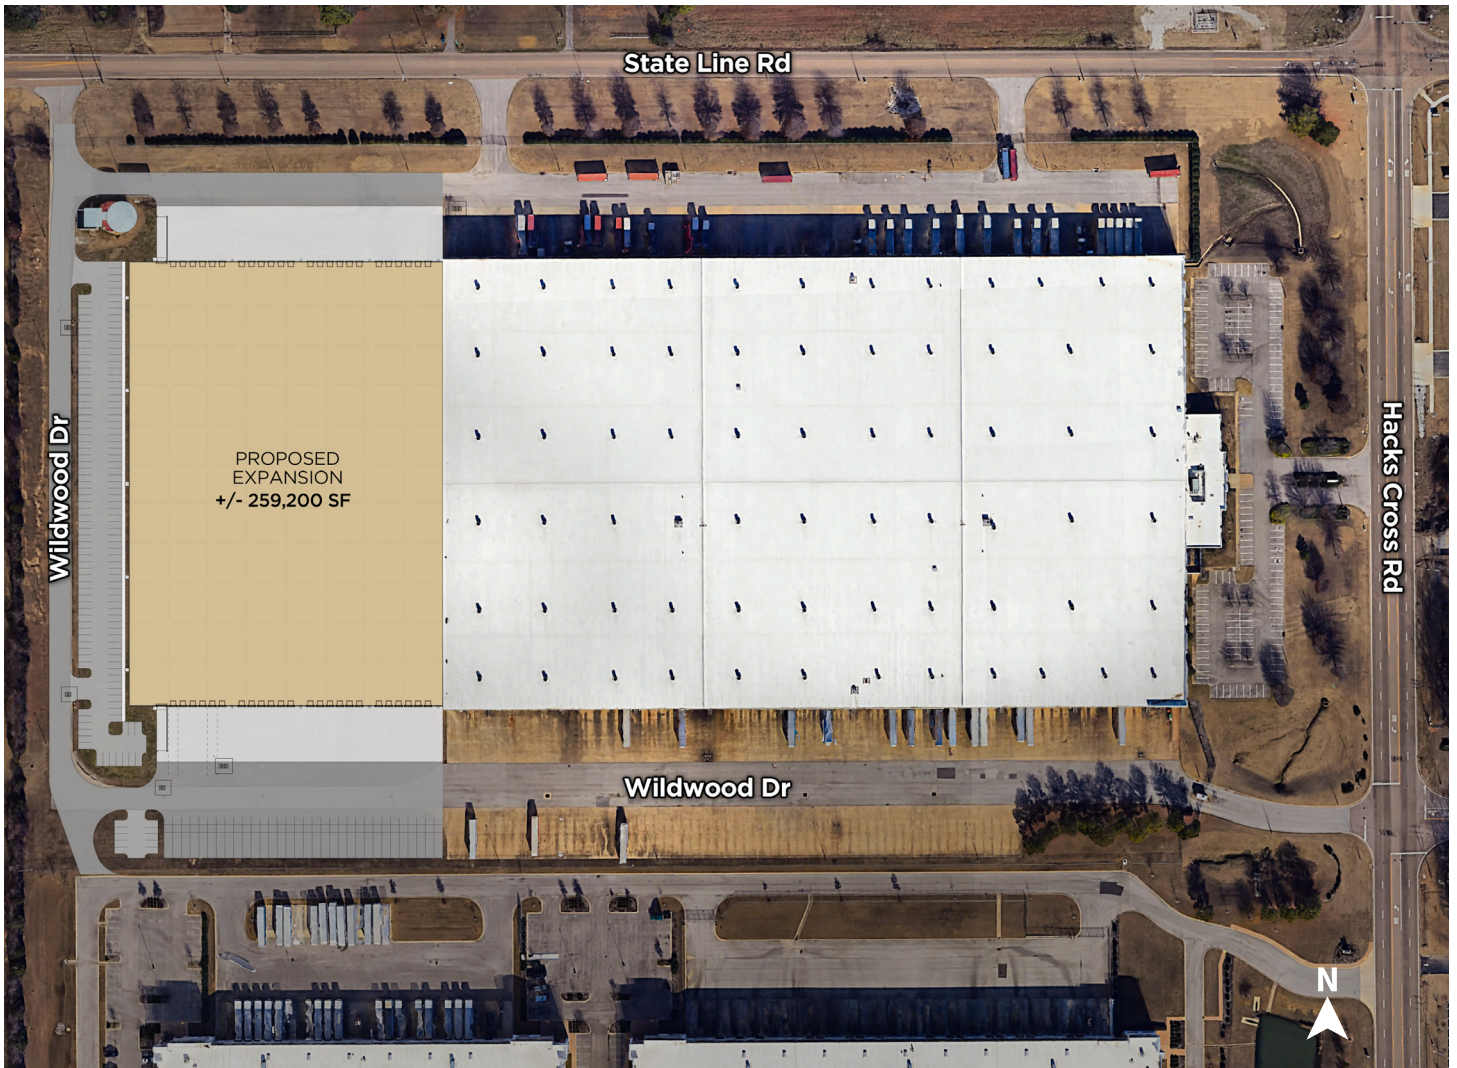 State Line Rd
Wildwood Dr
PROPOSED
EXPANSION
+/- 259,200 SF
Hacks Cross Rd
Wildwood Dr
N